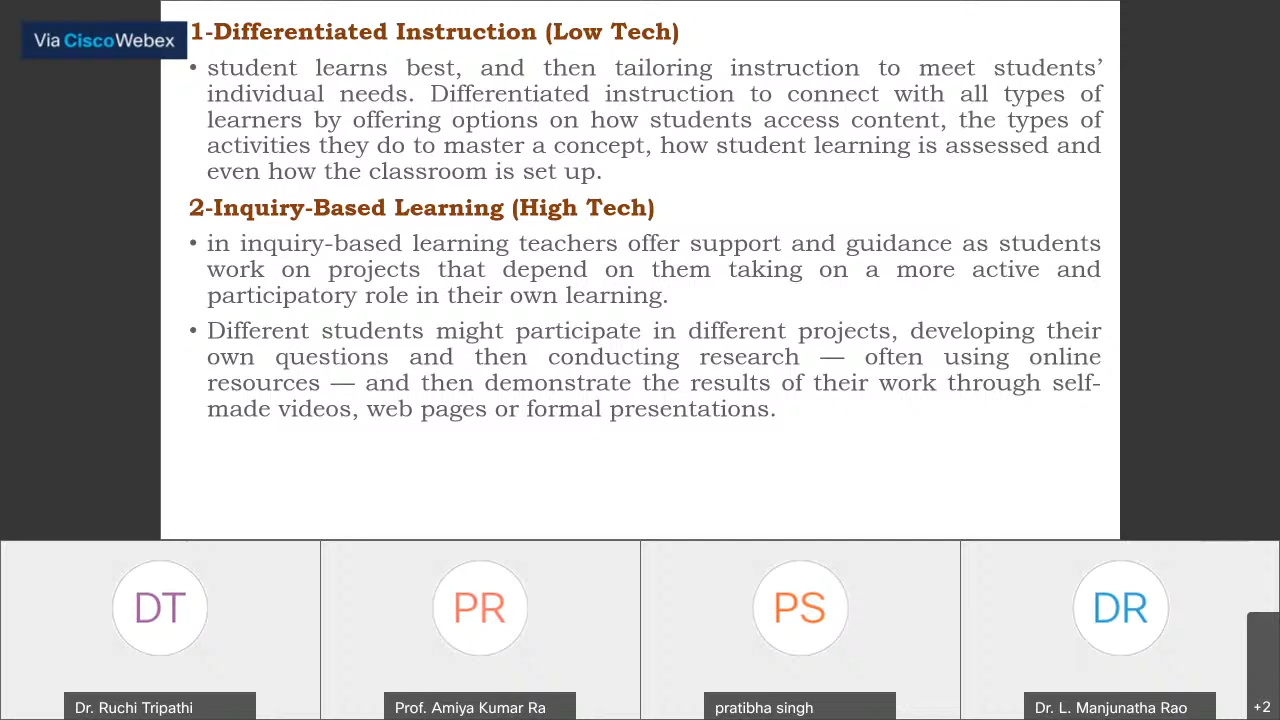 Via CiscoWebex
1-Differentiated Instruction (Low Tech)
• student learns best, and then tailoring instruction to meet students’
individual needs. Differentiated instruction to connect with all types of
learners by offering options on how students access content, the types of
activities they do to master a concept, how student learning is assessed and
even how the classroom is set up.
2-Inquiry-Based Learning (High Tech)
• in inquiry-based learning teachers offer support and guidance as students
work on projects that depend on them taking on a more active and
participatory role in their own learning.
• Different students might participate in different projects, developing their
own questions and then conducting research — often using online
resources — and then demonstrate the results of their work through self-
made videos, web pages or formal presentations.
DT
PR
PS
DR
Dr. Ruchi Tripathi
Prof. Amiya Kumar Ra
pratibha singh
Dr. L. Manjunatha Rao
+2